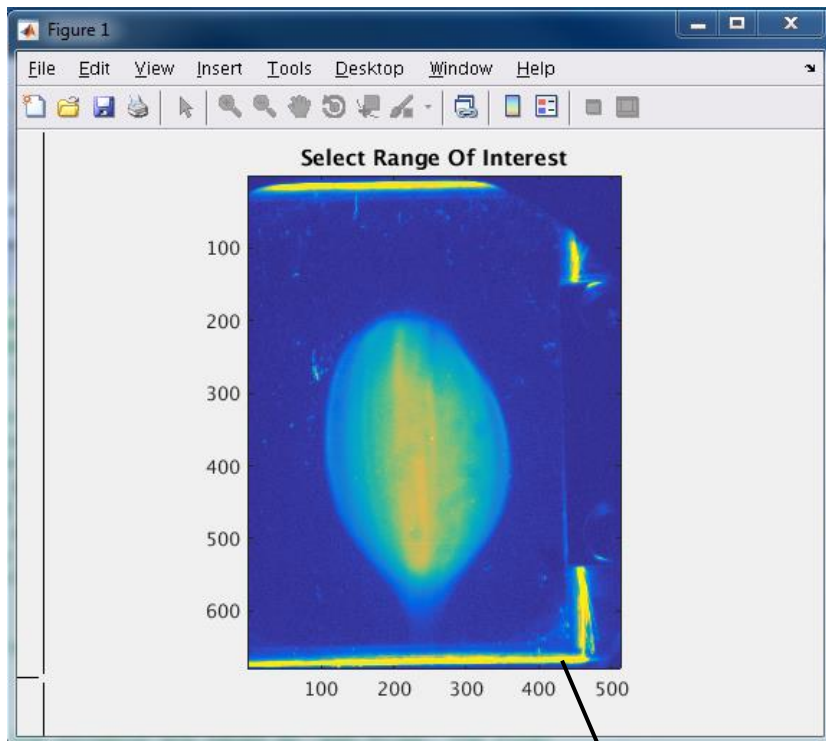 Figure 1
File Edit View Insert Tools Desktop Window Help
Select Range Of Interest
100
200
300
400
500
600
100 200 300 400 500